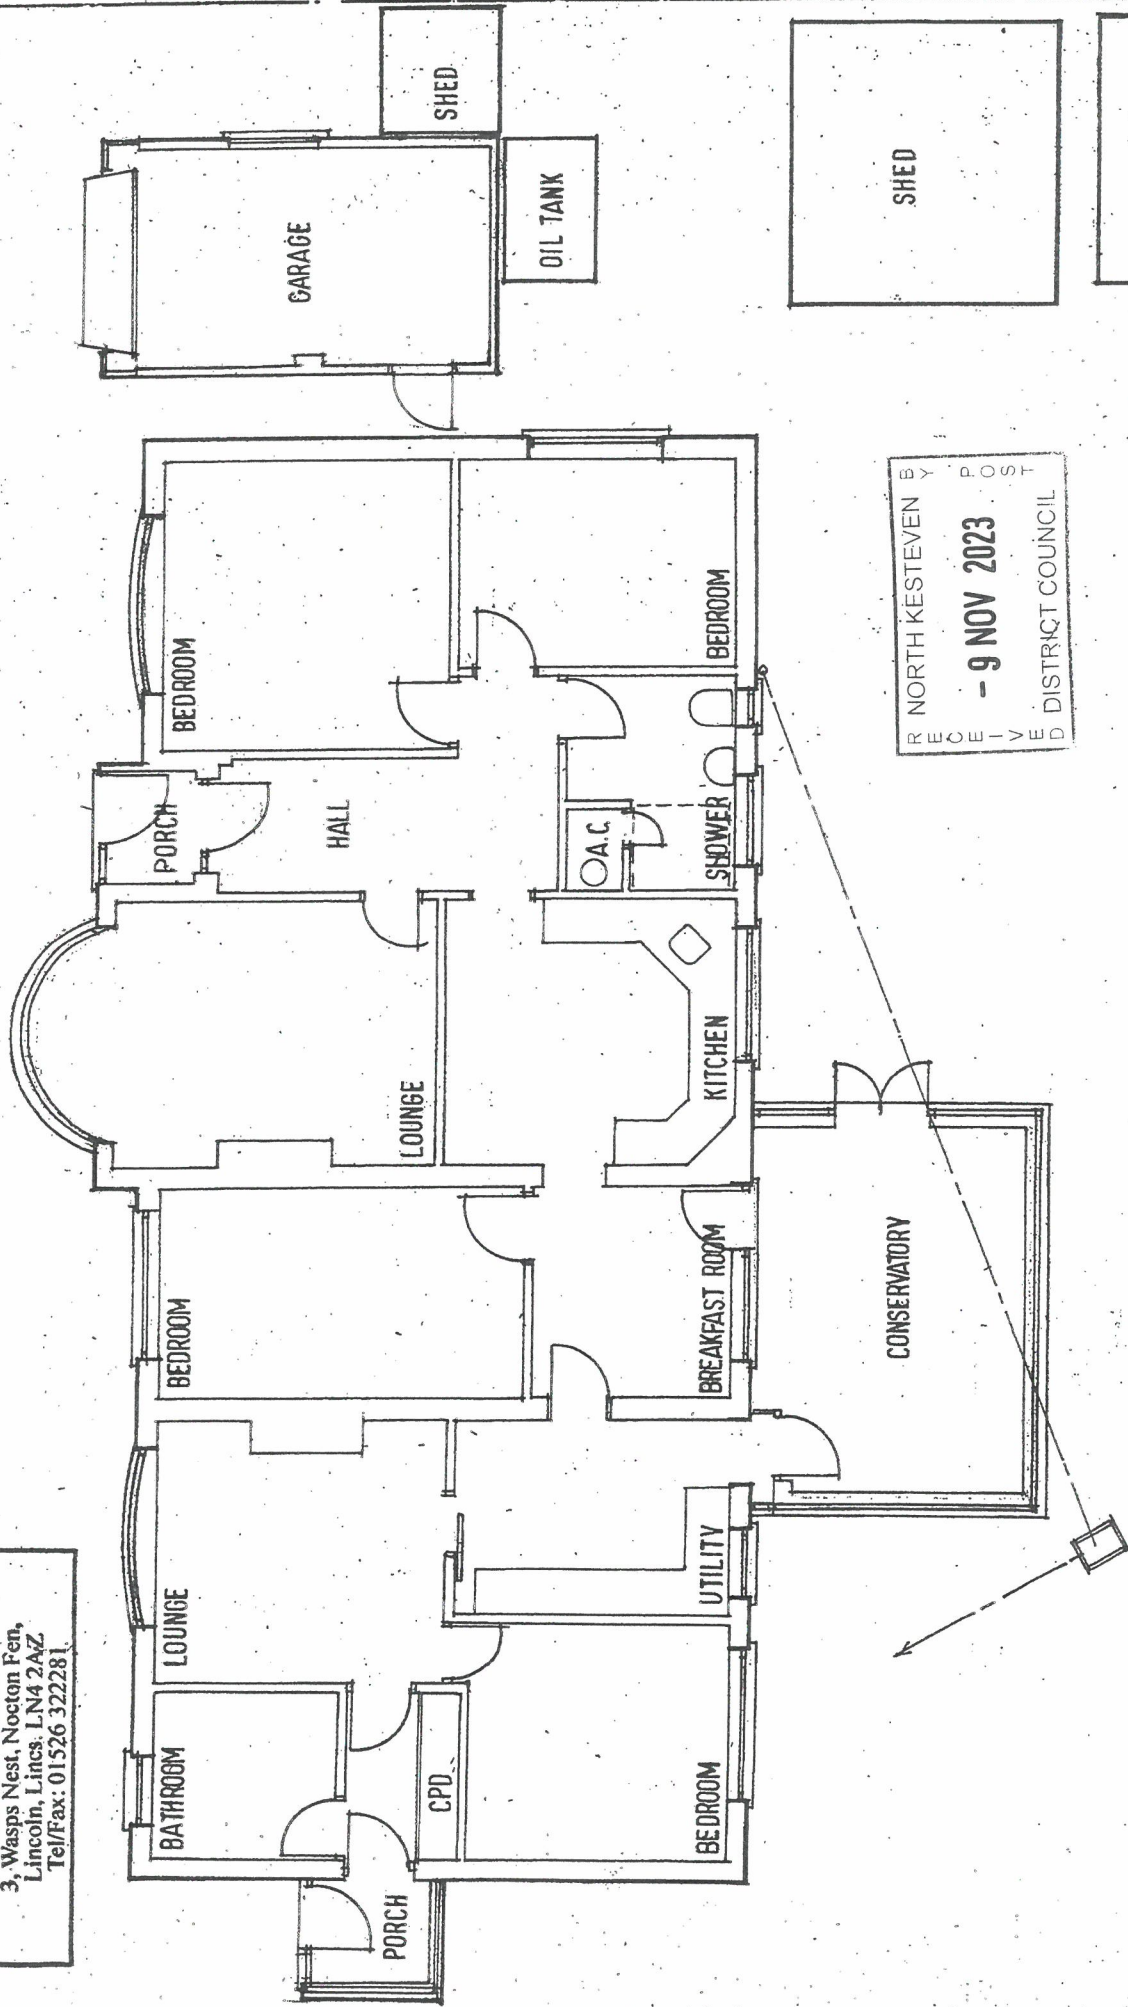 3, Wasps Nest, Nocton Fen,
Lincoln, Lincs. LN4 2AZ
Tel/Fax: 01526 322281
BATHROOM
LOUNGE
BEDROOM
PORCH
BEDROOM
PORCH
CPD
HALL
LOUNGE
GARAGE
SHED
OIL TANK
BEDROOM
UTILITY
BREAKFAST ROOM
KITCHEN
A.C.
SHOWER
BEDROOM
CONSERVATORY
SHED
RECEIVED
NORTH KESTEVEN
- 9 NOV 2023
DISTRICT COUNCIL
BY POST